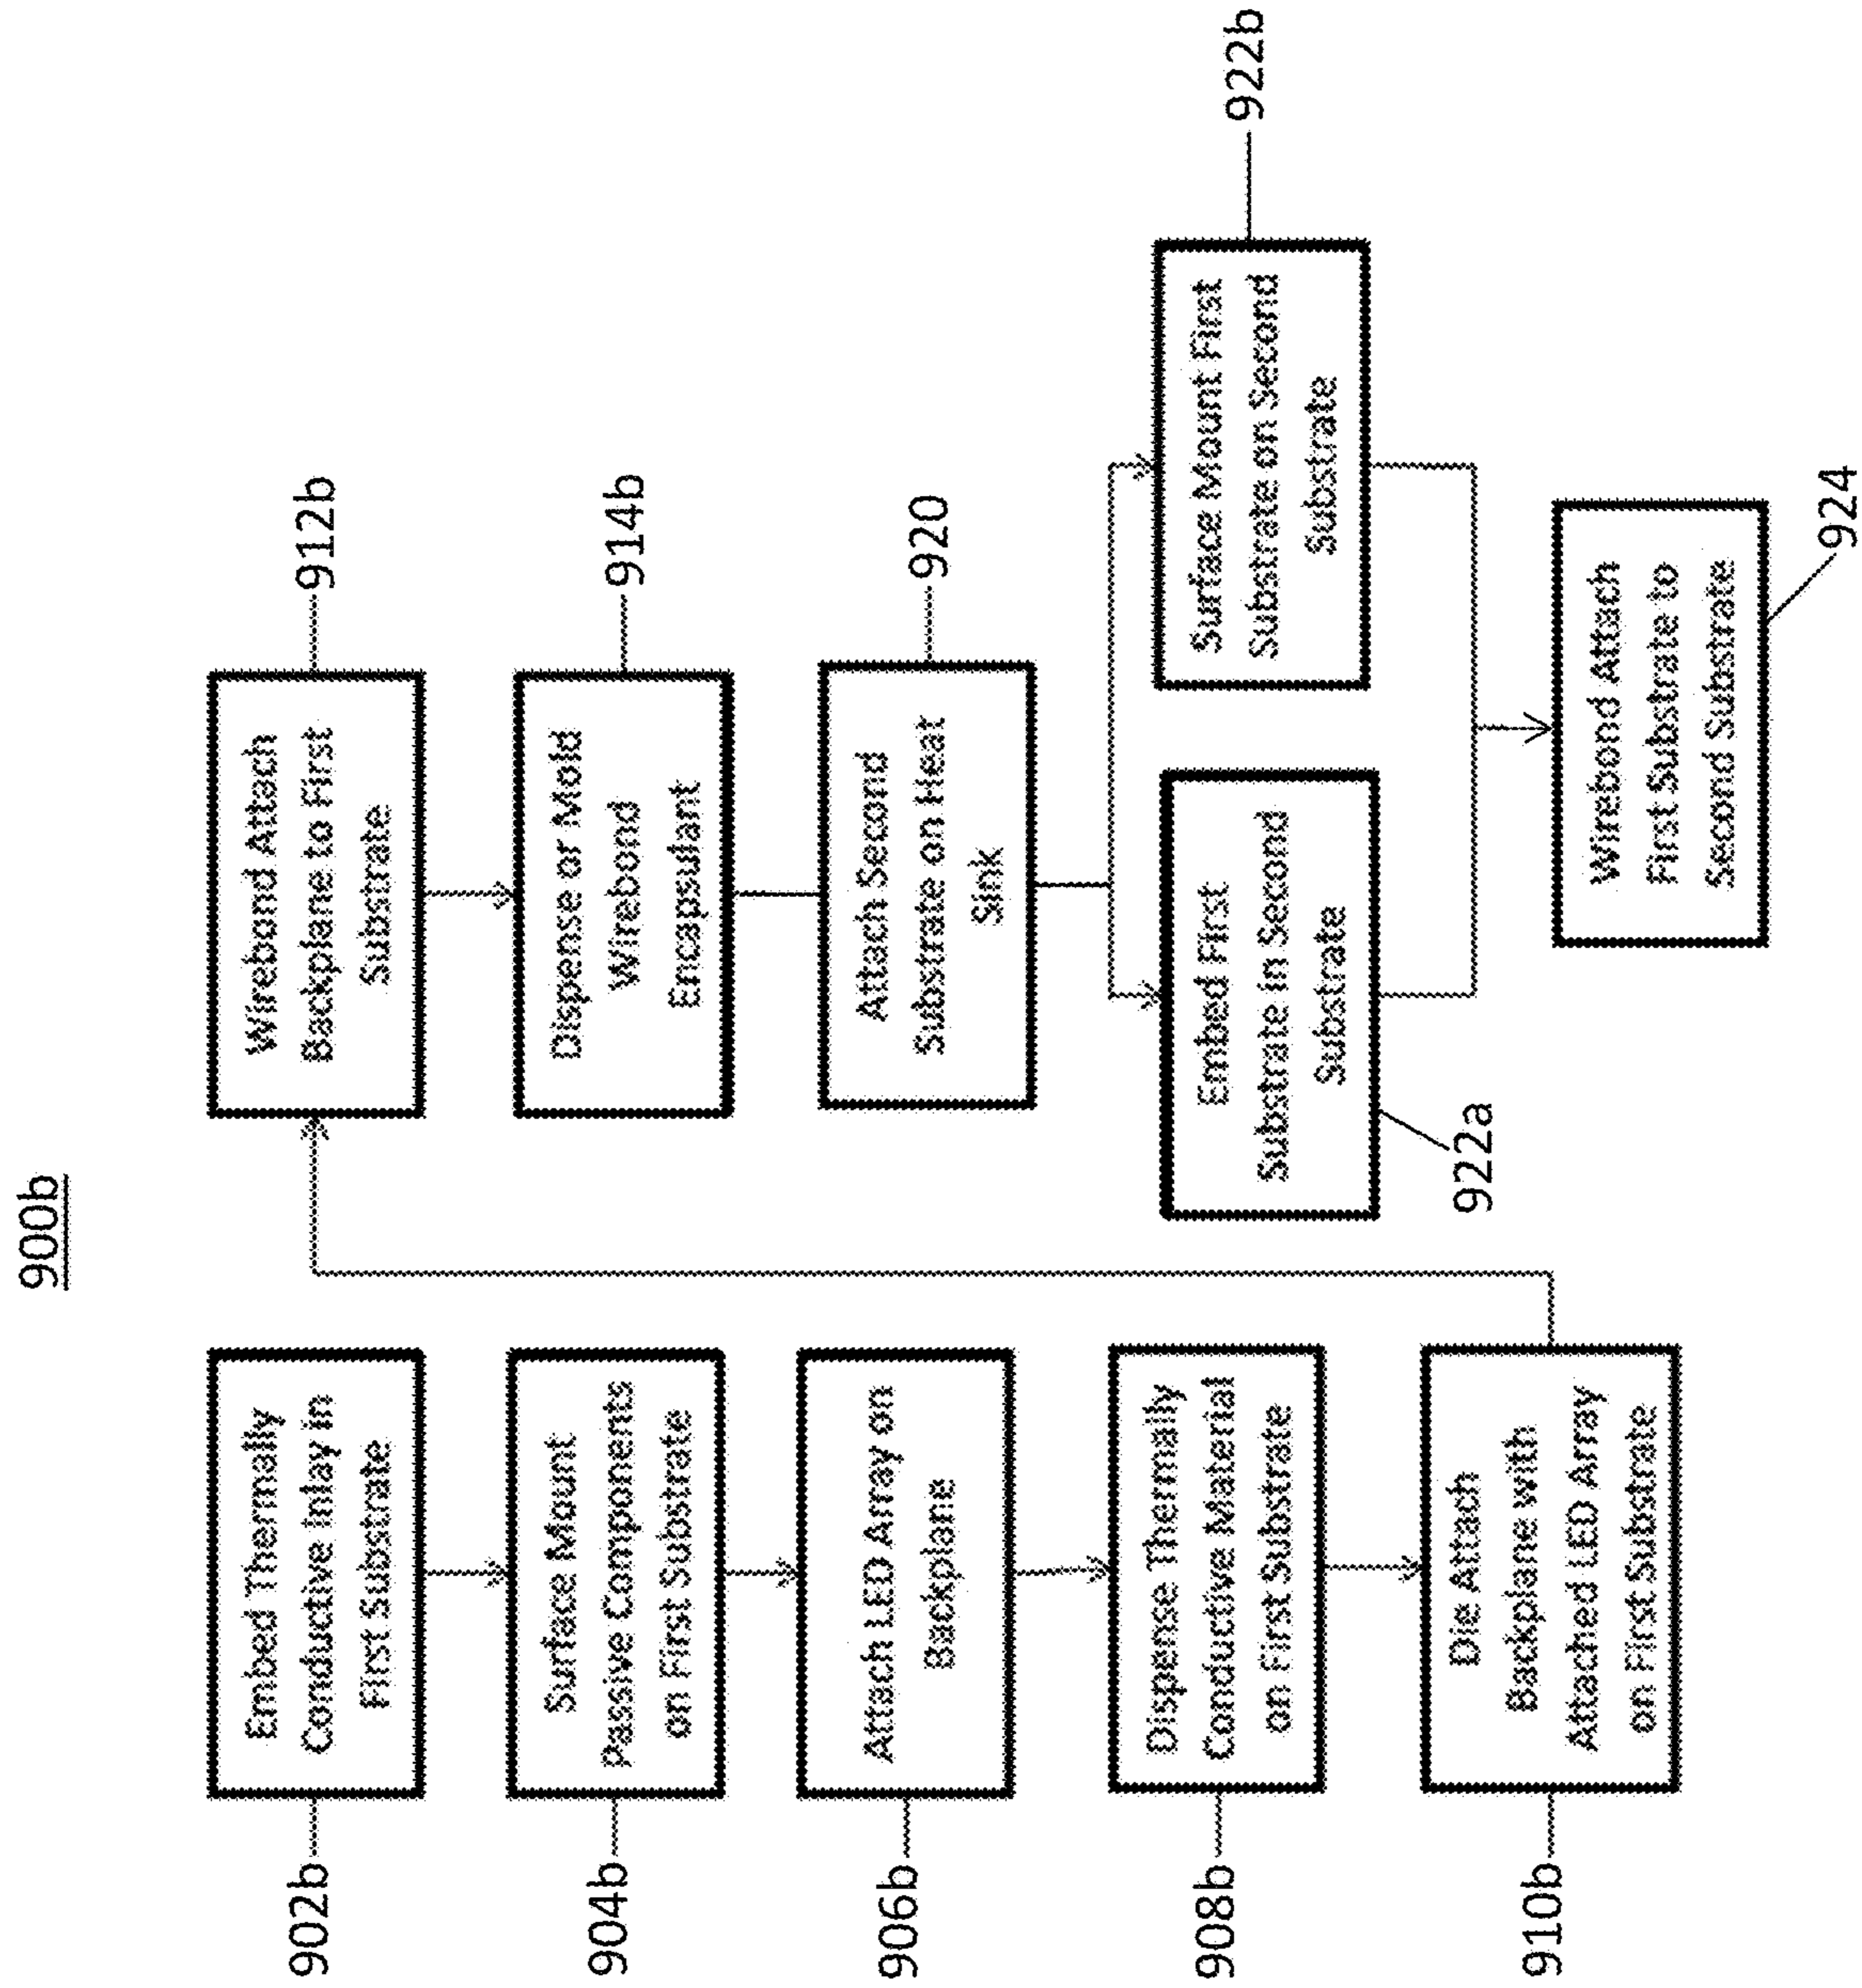 900b
902b
Embed Thermally
Conductive Inlay in
First Substrate
904b
Surface Mount
Passive Components
on First Substrate
906b
Attach LED Array on
Backplane
908b
Dispense Thermally
Conductive Material
on First Substrate
910b
Die Attach
Backplane with
Attached LED Array
on First Substrate
Wirebond Attach
Backplane to First
Substrate
912b
Dispense or Mold
Wirebond
Encapsulant
914b
Attach Second
Substrate on Heat
Sink
920
Embed First
Substrate in Second
Substrate
922a
Surface Mount First
Substrate on Second
Substrate
922b
Wirebond Attach
First Substrate to
Second Substrate
924